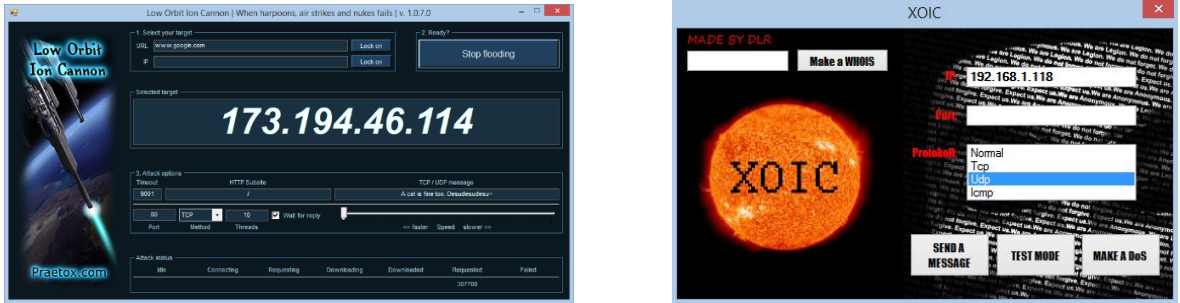 Low Orbit Ion Cannon | When harpoons, air strikes and nukes fails | v. 1.0.7.0
Low Orbit
Ion Cannon
Praetox.com
1. Select your target
URL www.google.com Lock on
IP Lock on
2. Ready?
Stop flooding
Selected target
173.194.46.114
3. Attack options
Timeout HTTP Subsite TCP / UDP message
9001 / A cat is fine too. Desudesudesu~
80 TCP 10 Wait for reply
Port Method Threads <= faster Speed slower =>
Attack status
Idle Connecting Requesting Downloading Downloaded Requested Failed
307708
XOIC
MADE BY DLR
Make a WHOIS
XOIC
IP: 192.168.1.118
Port:
Protokoll: Normal
Tcp
Udp
Icmp
SEND A
MESSAGE
TEST MODE
MAKE A DoS